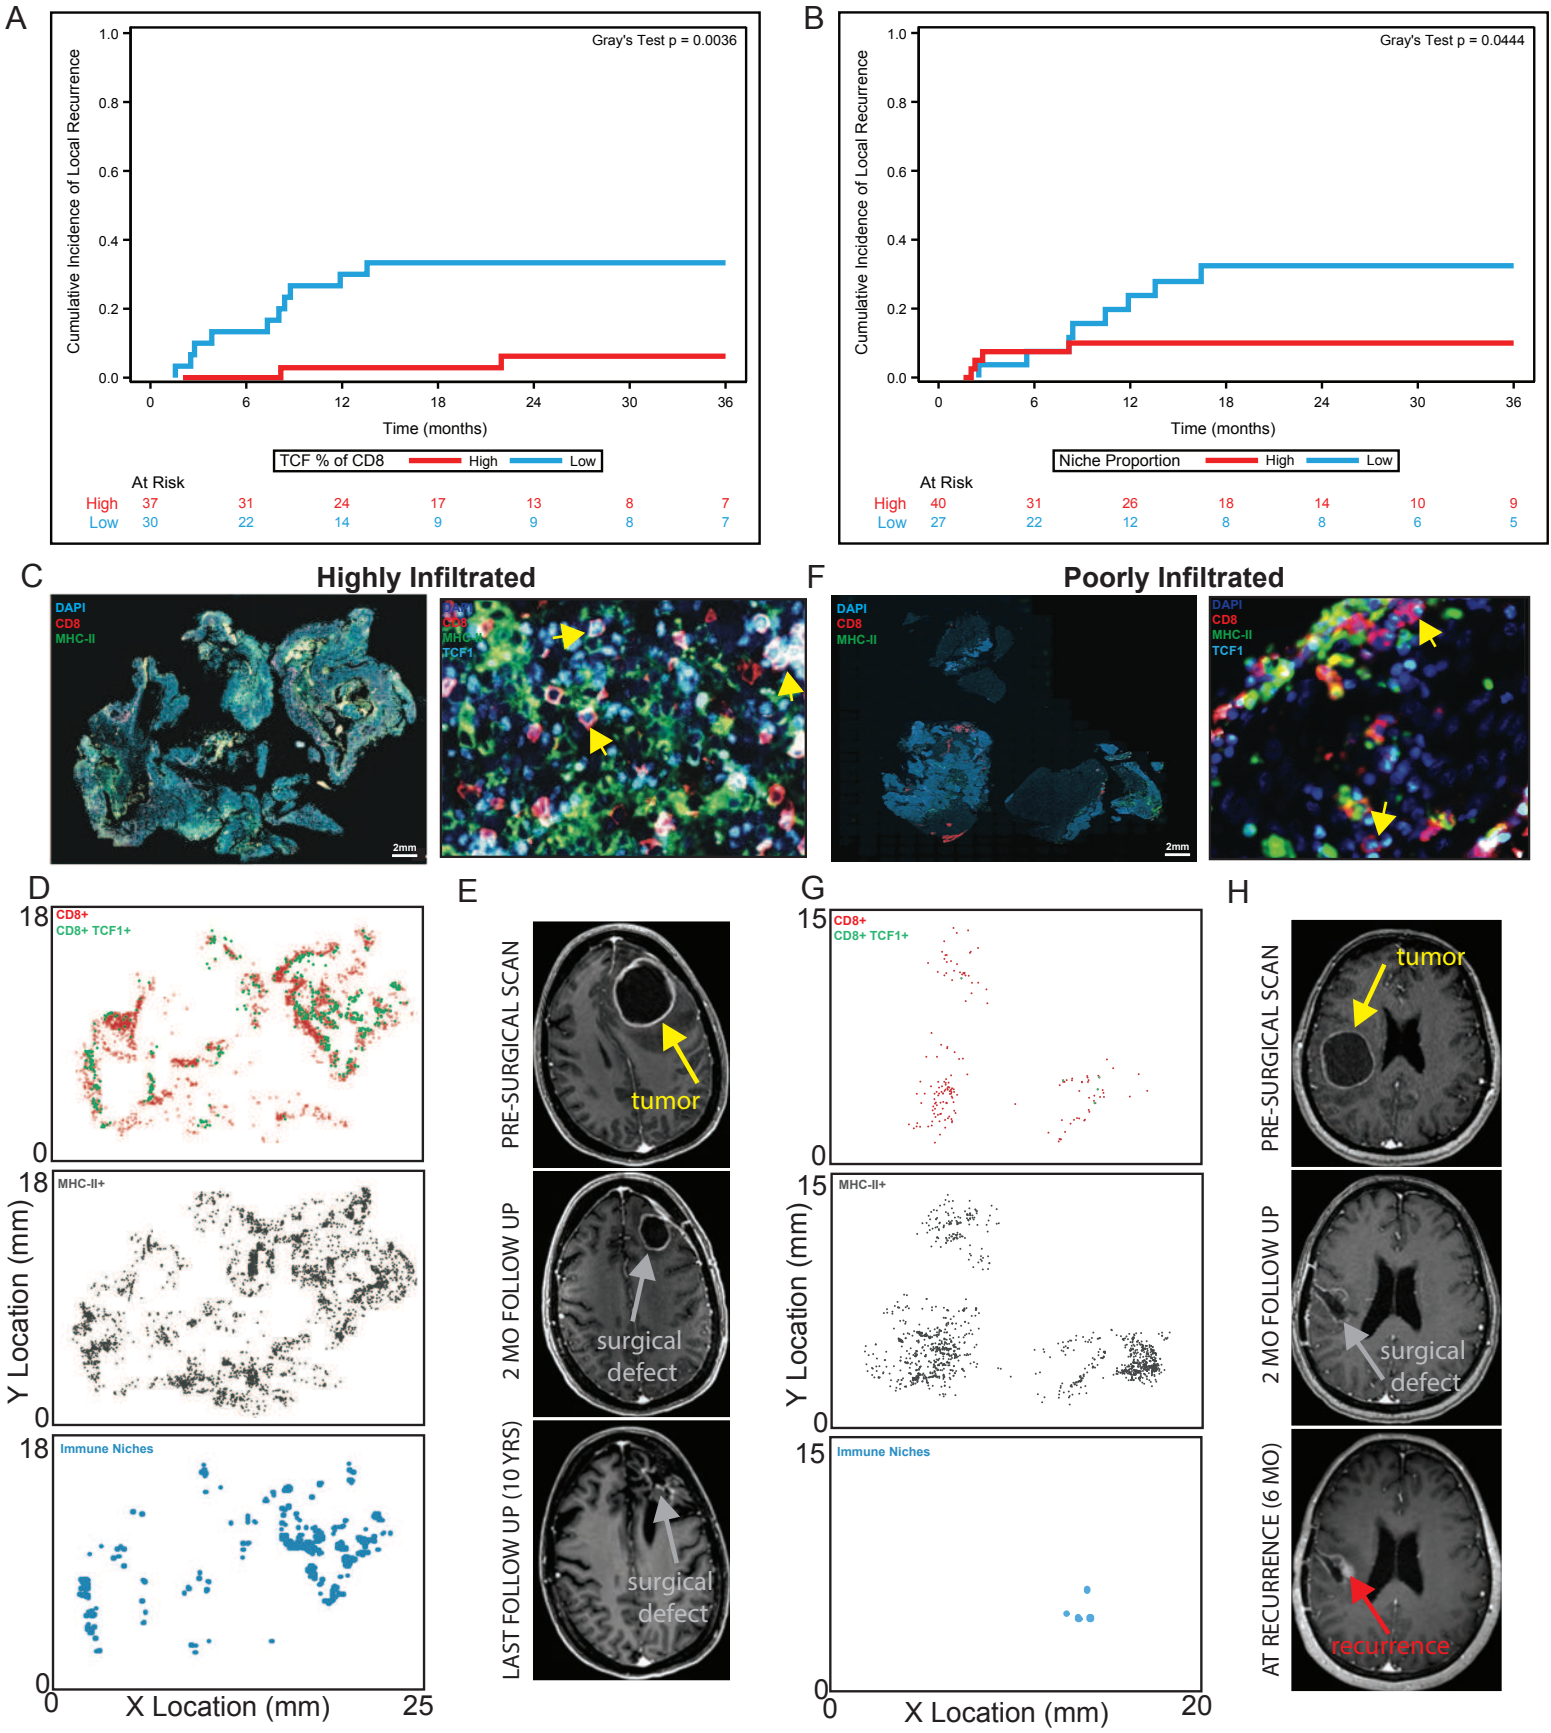 A
Gray's Test p = 0.0036
Cumulative Incidence of Local Recurrence
1.0
0.8
0.6
0.4
0.2
0.0
0 6 12 18 24 30 36
Time (months)
TCF % of CD8 High Low
At Risk
High 37 31 24 17 13 8 7
Low 30 22 14 9 9 8 7
B
Gray's Test p = 0.0444
Cumulative Incidence of Local Recurrence
1.0
0.8
0.6
0.4
0.2
0.0
0 6 12 18 24 30 36
Time (months)
Niche Proportion High Low
At Risk
High 40 31 26 18 14 10 9
Low 27 22 12 8 8 6 5
C
Highly Infiltrated
DAPI
CD8
MHC-II
2mm
DAPI
CD8
MHC-II
TCF1
F
Poorly Infiltrated
DAPI
CD8
MHC-II
2mm
DAPI
CD8
MHC-II
TCF1
D
18
CD8+
CD8+ TCF1+
0
18
MHC-II+
0
18
Immune Niches
0
Y Location (mm)
0 25
X Location (mm)
E
PRE-SURGICAL SCAN
tumor
2 MO FOLLOW UP
surgical
defect
LAST FOLLOW UP (10 YRS)
surgical
defect
G
15
CD8+
CD8+ TCF1+
0
15
MHC-II+
0
15
Immune Niches
0
Y Location (mm)
0 20
X Location (mm)
H
PRE-SURGICAL SCAN
tumor
2 MO FOLLOW UP
surgical
defect
AT RECURRENCE (6 MO)
recurrence